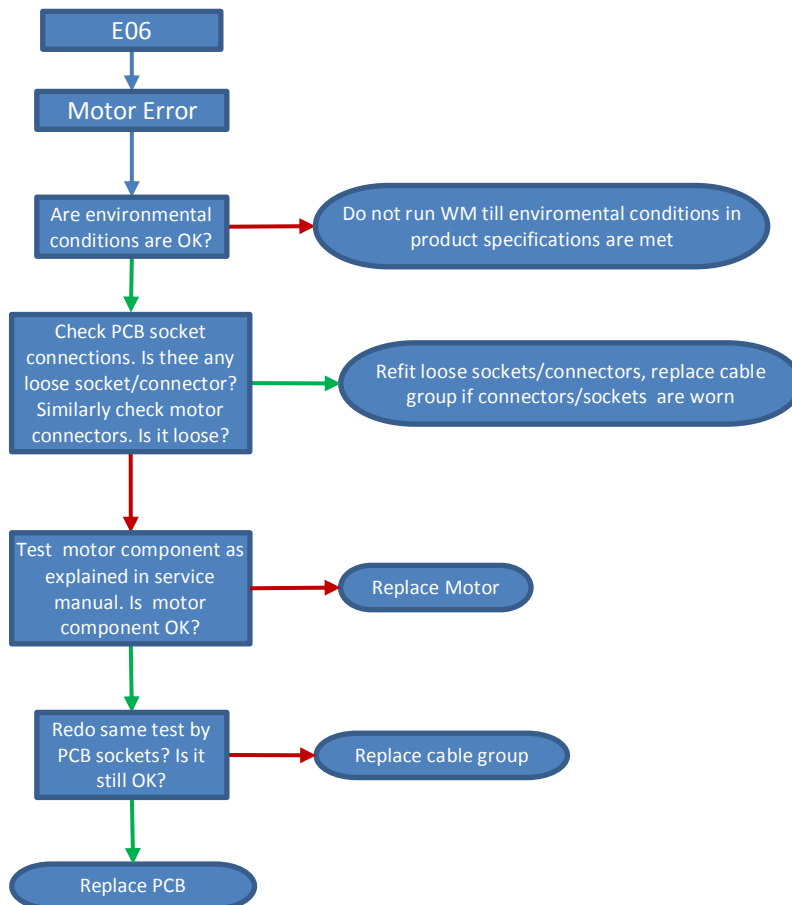 E06
Motor Error
Are environmental
conditions are OK?
Do not run WM till enviromental conditions in
product specifications are met
Check PCB socket
connections. Is thee any
loose socket/connector?
Similarly check motor
connectors. Is it loose?
Refit loose sockets/connectors, replace cable
group if connectors/sockets are worn
Test motor component as
explained in service
manual. Is motor
component OK?
Replace Motor
Redo same test by
PCB sockets? Is it
still OK?
Replace cable group
Replace PCB